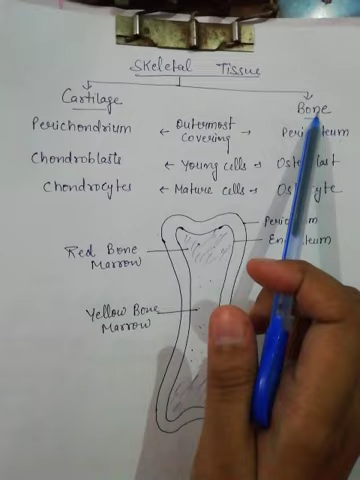 Skeletal Tissue
Cartilage
Bone
Perichondrium ← Outermost Covering →
Chondroblasts ← Young cells →
Chondrocytes ← Mature cells →
Red Bone
Marrow
Yellow Bone
Marrow